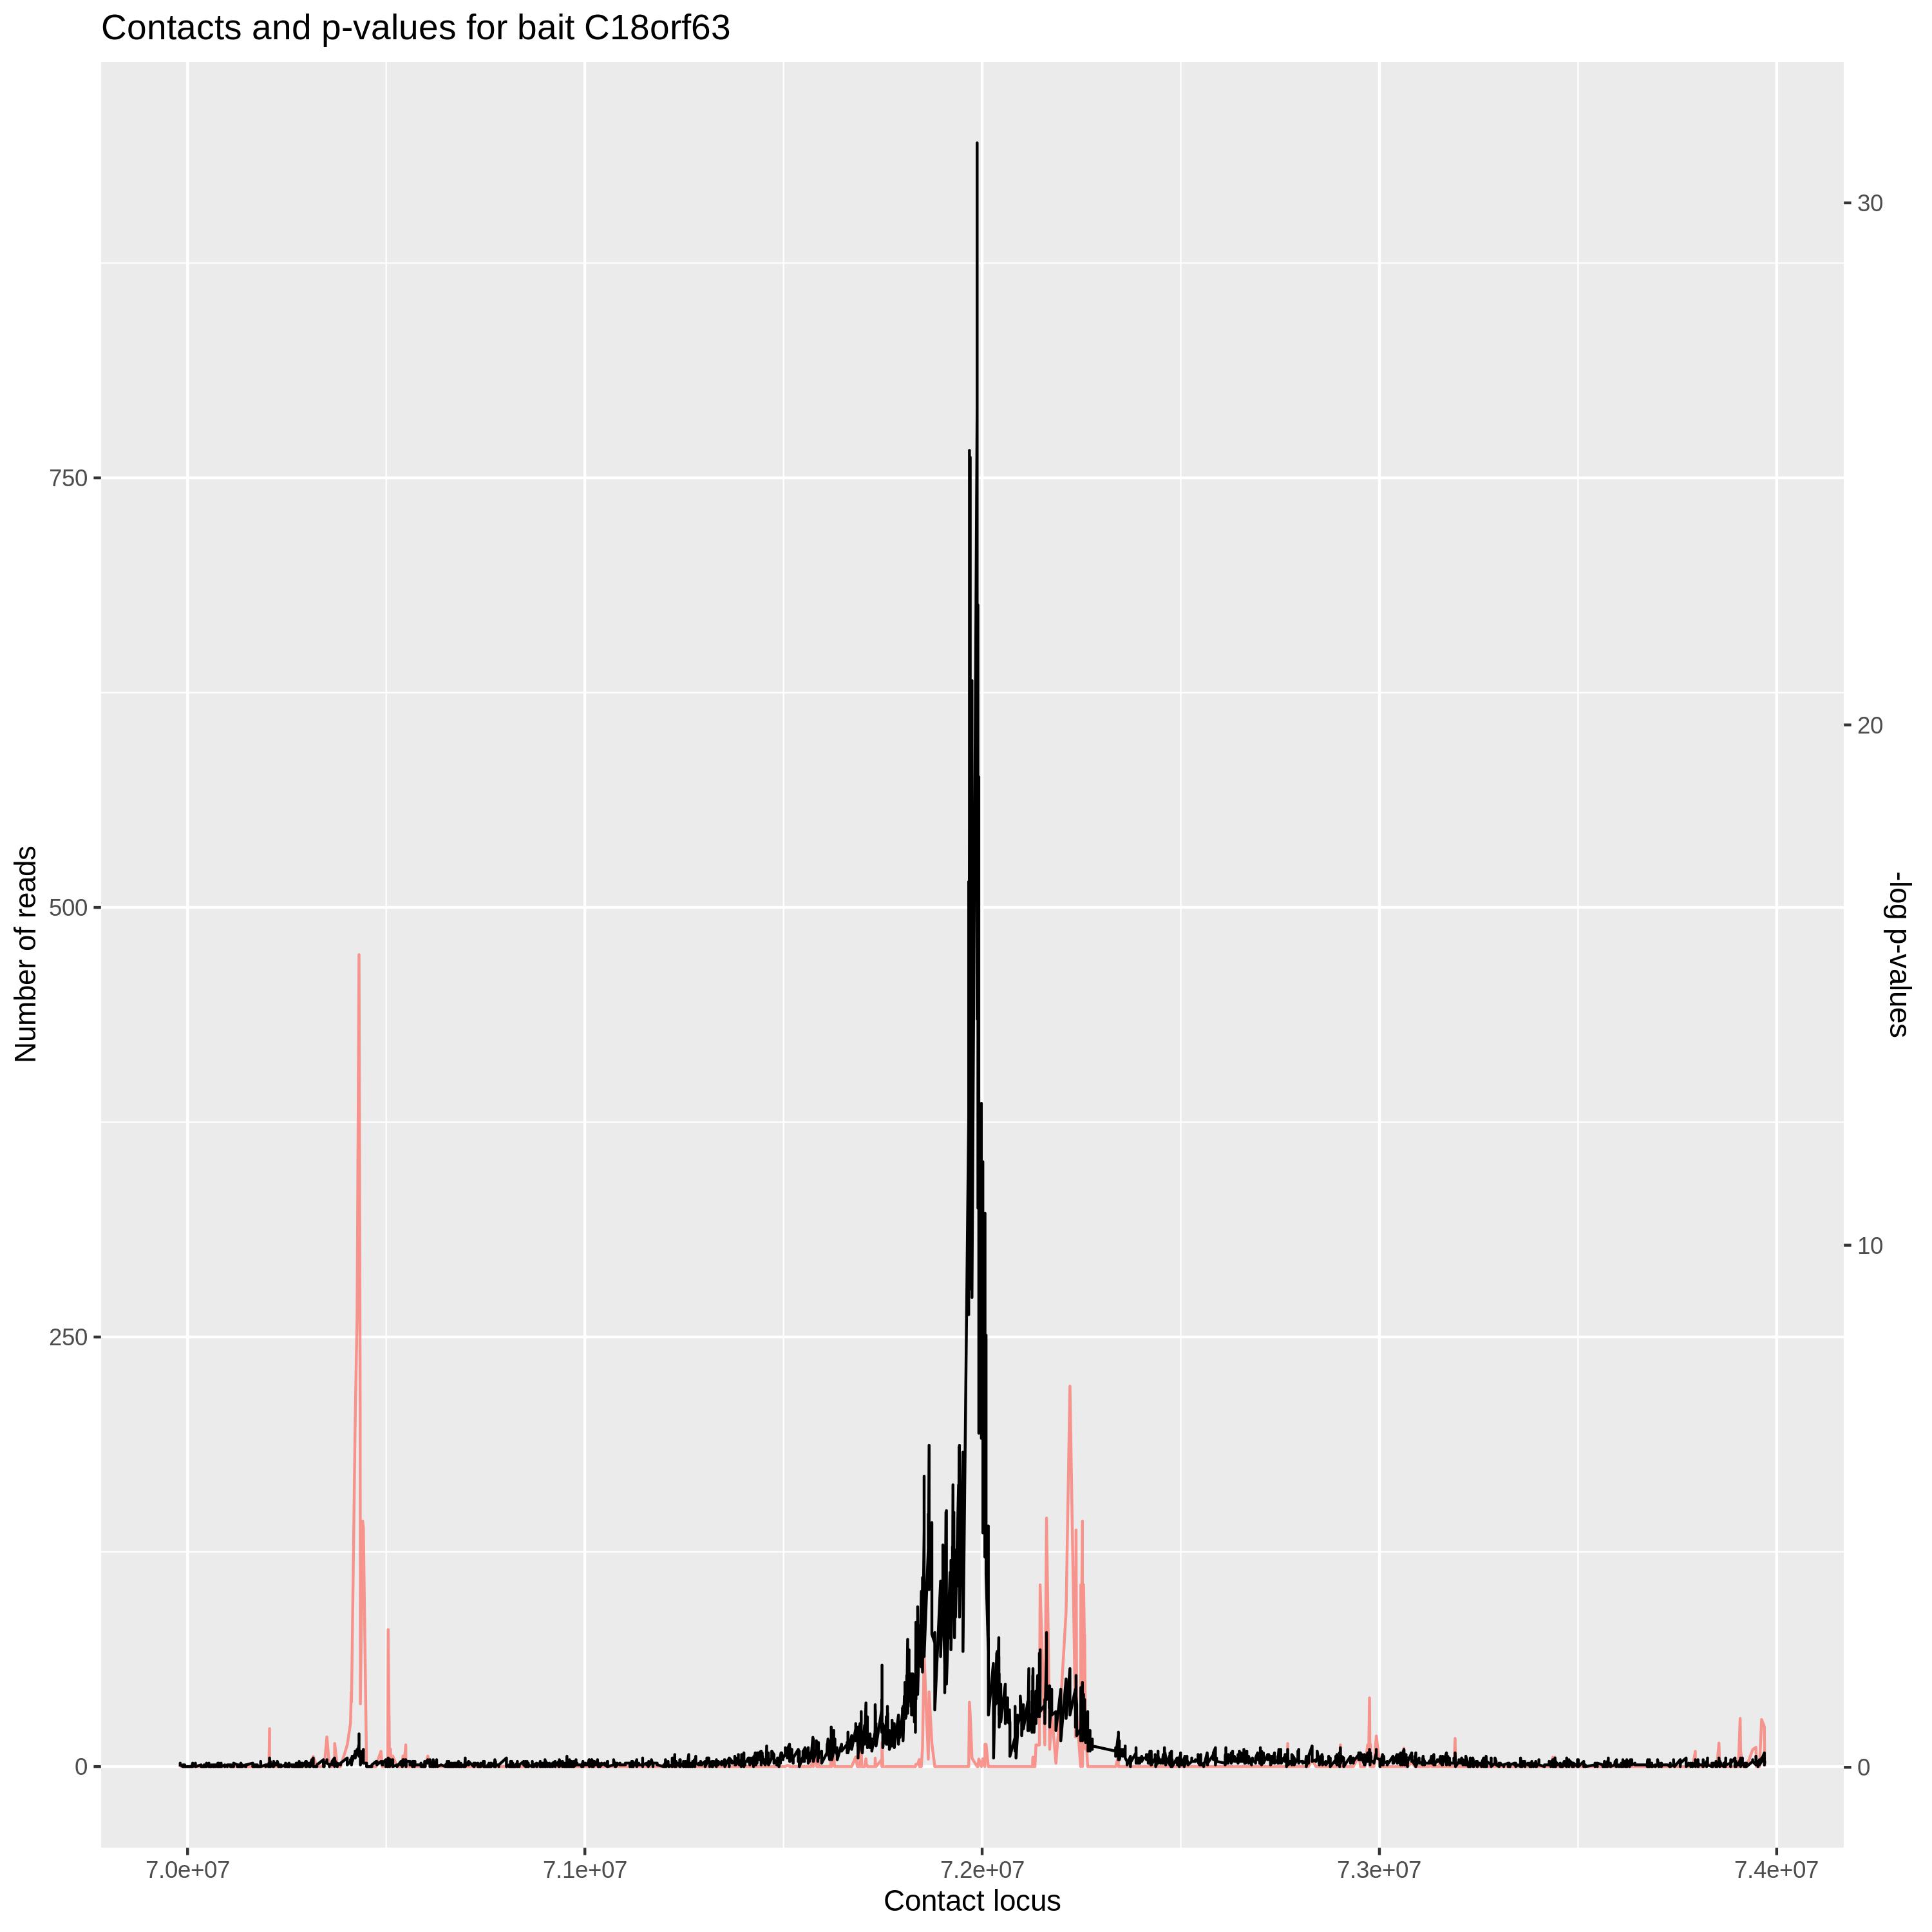 Contacts and p-values for bait C18orf63
750
500
250
0
30
20
10
0
Number of reads
-log p-values
7.0e+07 7.1e+07 7.2e+07 7.3e+07 7.4e+07
Contact locus